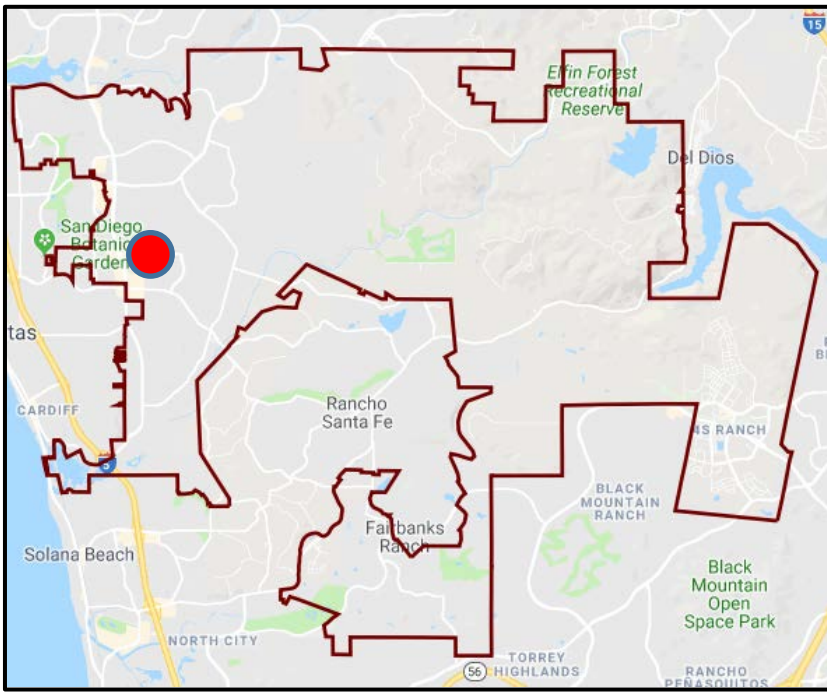 15
Elfin Forest
Recreational
Reserve
Del Dios
San Diego
Botanic
Garden
tas
CARDIFF
Rancho
Santa Fe
4S RANCH
5
BLACK
MOUNTAIN
RANCH
Fairbanks
Ranch
Solana Beach
Black
Mountain
Open
Space Park
NORTH CITY
56
TORREY
HIGHLANDS
RANCHO
PEÑASQUITOS